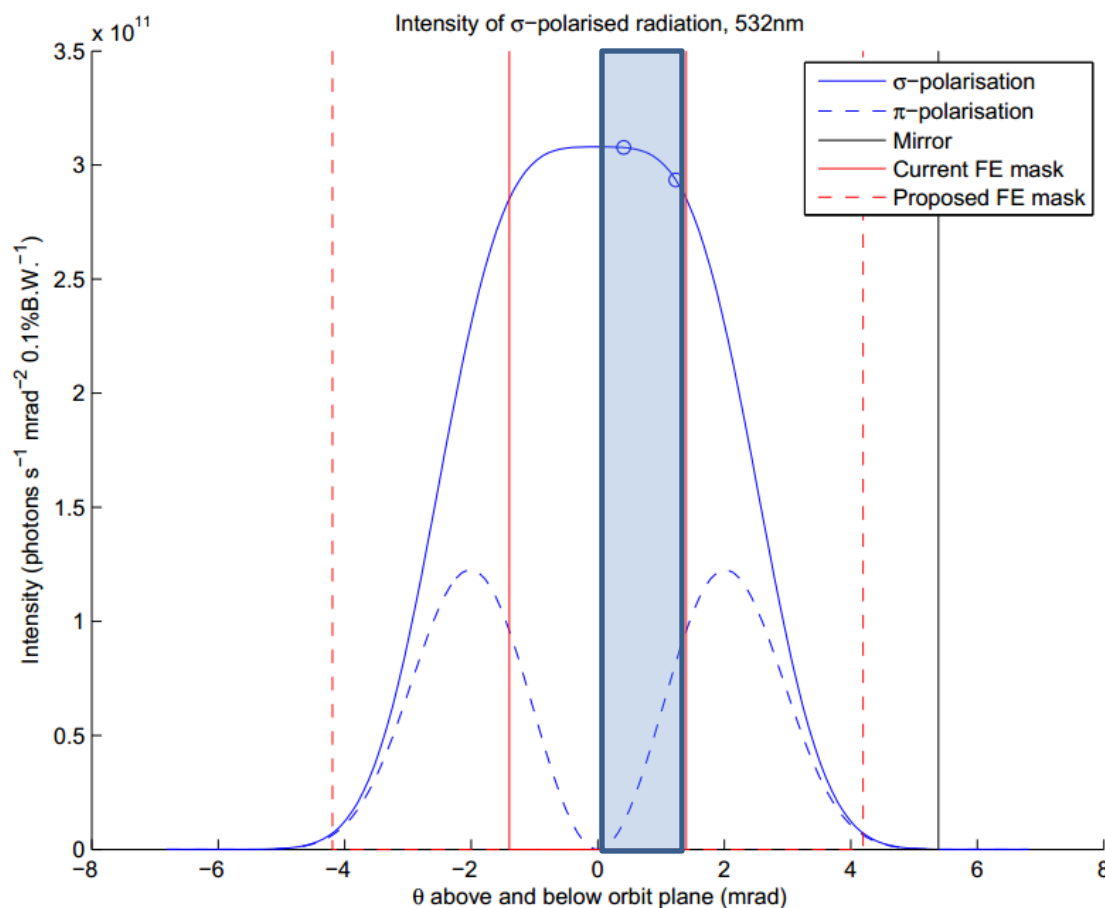 Intensity of σ−polarised radiation, 532nm
x 10¹¹
3.5
3
2.5
2
1.5
1
0.5
0
Intensity (photons s⁻¹ mrad⁻² 0.1%B.W.⁻¹)
σ−polarisation
π−polarisation
Mirror
Current FE mask
Proposed FE mask
−8 −6 −4 −2 0 2 4 6 8
θ above and below orbit plane (mrad)